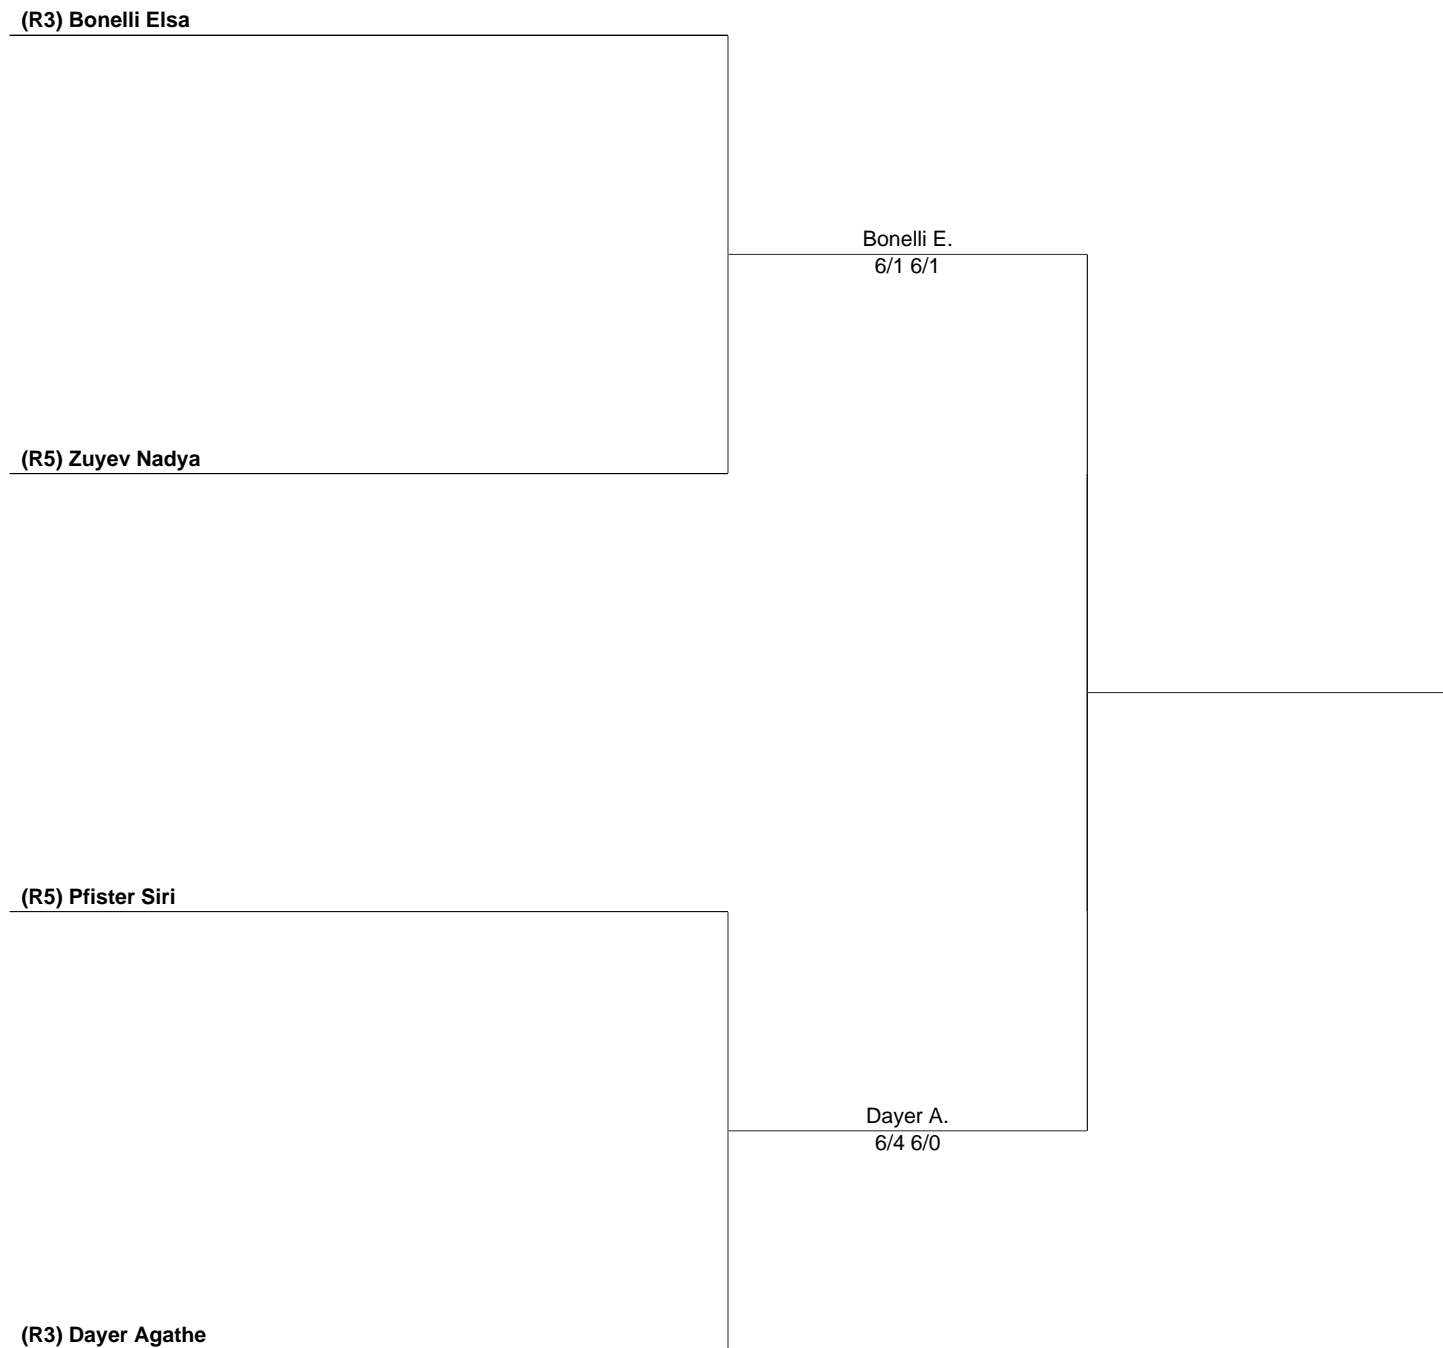 (R3) Bonelli Elsa
Bonelli E.
6/1 6/1
(R5) Zuyev Nadya
(R5) Pfister Siri
Dayer A.
6/4 6/0
(R3) Dayer Agathe